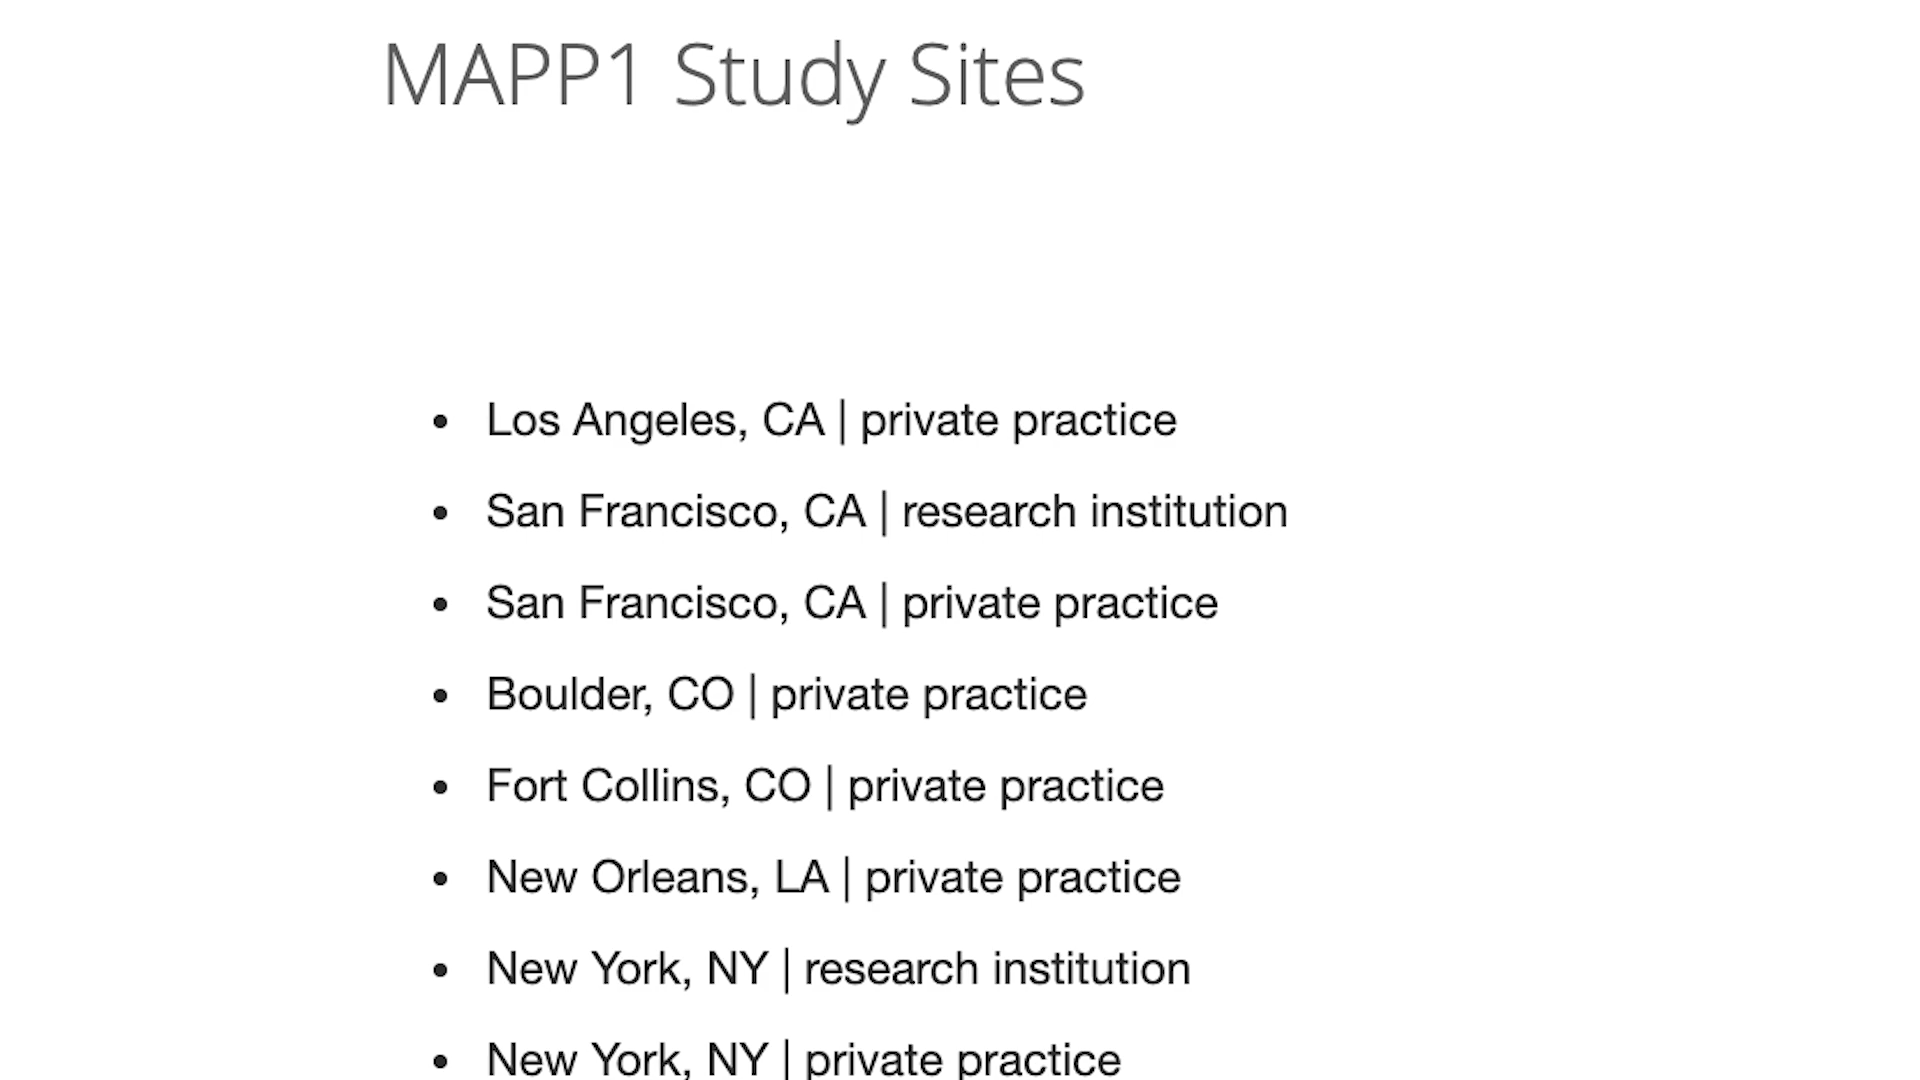 MAPP1 Study Sites
• Los Angeles, CA | private practice
• San Francisco, CA | research institution
• San Francisco, CA | private practice
• Boulder, CO | private practice
• Fort Collins, CO | private practice
• New Orleans, LA | private practice
• New York, NY | research institution
• New York, NY | private practice